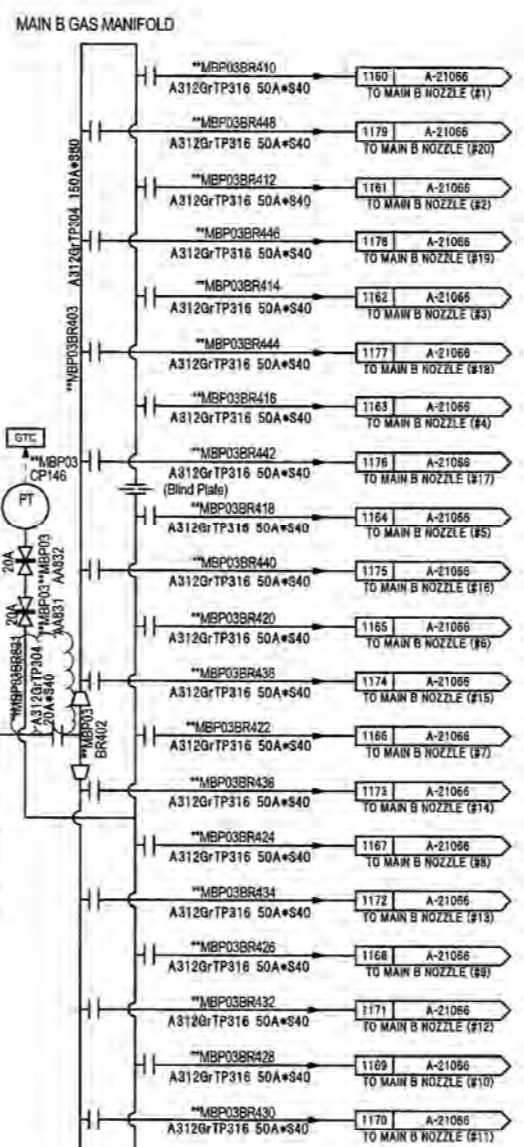 MAIN B GAS MANIFOLD
**MBP03BR410
A312GrTP316 50A*S40
1160 A-21066
TO MAIN B NOZZLE (#1)
**MBP03BR448
A312GrTP316 50A*S40
1179 A-21066
TO MAIN B NOZZLE (#20)
**MBP03BR412
A312GrTP316 50A*S40
1161 A-21066
TO MAIN B NOZZLE (#2)
**MBP03BR446
A312GrTP316 50A*S40
1178 A-21066
TO MAIN B NOZZLE (#19)
**MBP03BR414
A312GrTP316 50A*S40
1162 A-21066
TO MAIN B NOZZLE (#3)
**MBP03BR444
A312GrTP316 50A*S40
1177 A-21066
TO MAIN B NOZZLE (#18)
**MBP03BR416
A312GrTP316 50A*S40
1163 A-21066
TO MAIN B NOZZLE (#4)
**MBP03BR442
A312GrTP316 50A*S40
1176 A-21066
TO MAIN B NOZZLE (#17)
(Blind Plate)
**MBP03BR418
A312GrTP316 50A*S40
1164 A-21066
TO MAIN B NOZZLE (#5)
**MBP03BR440
A312GrTP316 50A*S40
1175 A-21066
TO MAIN B NOZZLE (#16)
**MBP03BR420
A312GrTP316 50A*S40
1165 A-21066
TO MAIN B NOZZLE (#6)
**MBP03BR438
A312GrTP316 50A*S40
1174 A-21066
TO MAIN B NOZZLE (#15)
**MBP03BR422
A312GrTP316 50A*S40
1166 A-21066
TO MAIN B NOZZLE (#7)
**MBP03BR436
A312GrTP316 50A*S40
1173 A-21066
TO MAIN B NOZZLE (#14)
**MBP03BR424
A312GrTP316 50A*S40
1167 A-21066
TO MAIN B NOZZLE (#8)
**MBP03BR434
A312GrTP316 50A*S40
1172 A-21066
TO MAIN B NOZZLE (#13)
**MBP03BR426
A312GrTP316 50A*S40
1168 A-21066
TO MAIN B NOZZLE (#9)
**MBP03BR432
A312GrTP316 50A*S40
1171 A-21066
TO MAIN B NOZZLE (#12)
**MBP03BR428
A312GrTP316 50A*S40
1169 A-21066
TO MAIN B NOZZLE (#10)
**MBP03BR430
A312GrTP316 50A*S40
1170 A-21066
TO MAIN B NOZZLE (#11)
**MBP03BR403
A312GrTP304 150A*S80
GTC
**MBP03
CP146
PT
20A
**MBP03
AA832
20A
**MBP03
AA831
**MBP03BR831
A312GrTP304
20A*S40
**MBP03
BR402